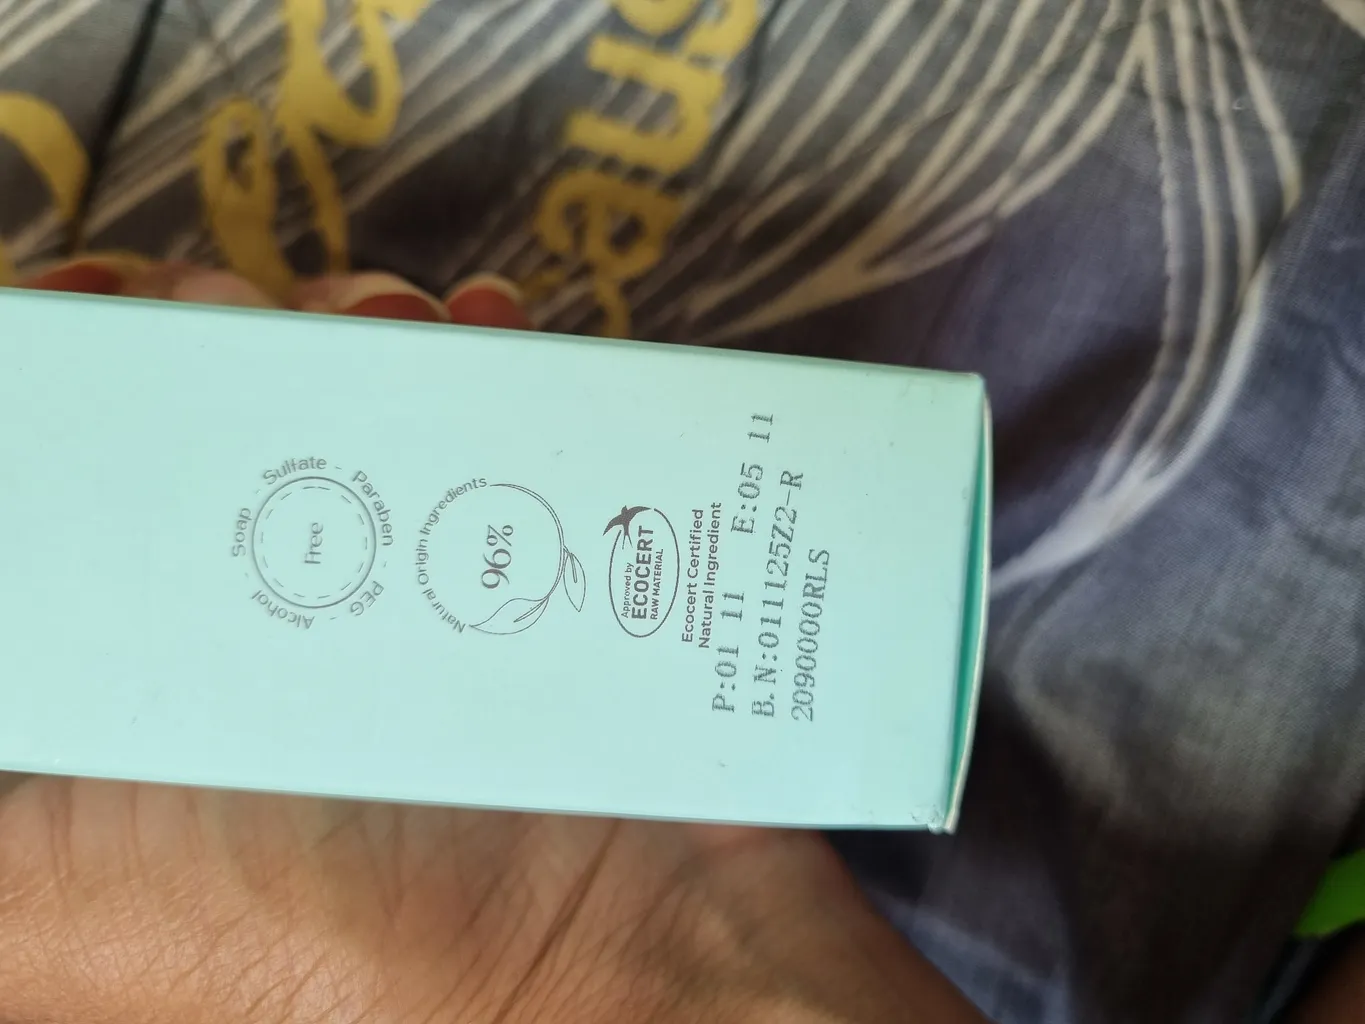 Soap - Sulfate - Paraben - PEG - Alcohol -
Free
Natural Origin Ingredients
96%
Approved by
ECOCERT
RAW MATERIAL
Ecocert Certified
Natural Ingredient
P:01 11 E:05 11
B.N:011125Z2-R
2090000RLS